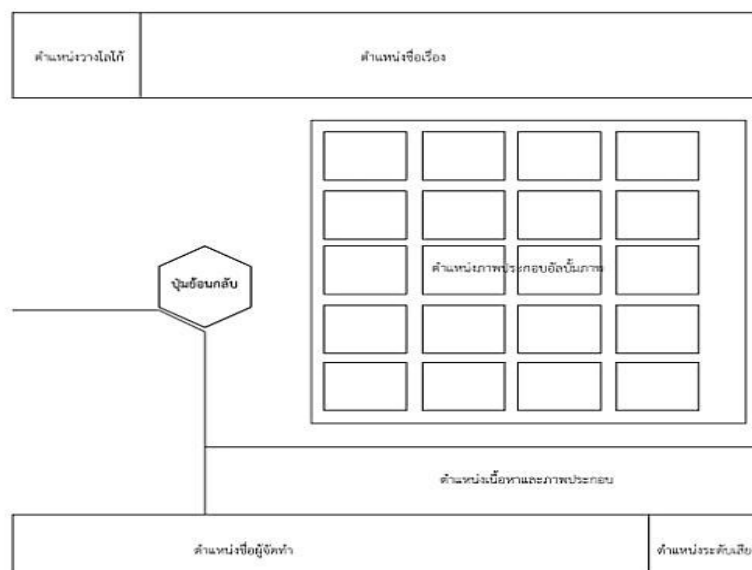 ตำแหน่งวางโลโก้
ตำแหน่งชื่อเรื่อง
ตำแหน่งภาพประกอบอัลบั้มภาพ
ปุ่มย้อนกลับ
ตำแหน่งเนื้อหาและภาพประกอบ
ตำแหน่งชื่อผู้จัดทำ
ตำแหน่งระดับเสีย